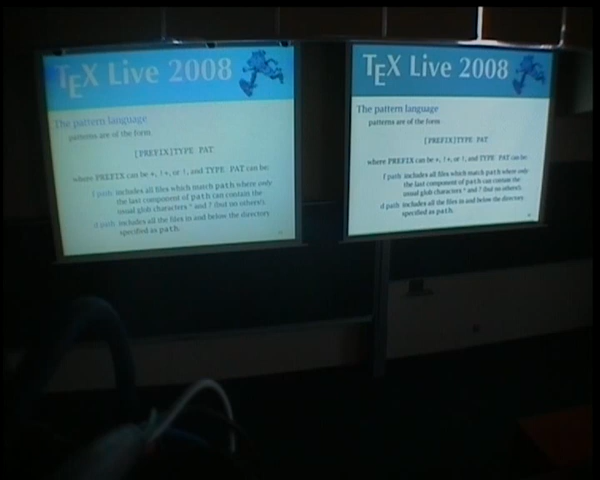 TEX Live 2008
The pattern language
patterns are of the form
[PREFIX]TYPE PAT
where PREFIX can be +, !+, or !, and TYPE PAT can be:
f path includes all files which match path where only
the last component of path can contain the
usual glob characters * and ? (but no others!).
d path includes all the files in and below the directory
specified as path.
TEX Live 2008
The pattern language
patterns are of the form
[PREFIX]TYPE PAT
where PREFIX can be +, !+, or !, and TYPE PAT can be:
f path includes all files which match path where only
the last component of path can contain the
usual glob characters * and ? (but no others!).
d path includes all the files in and below the directory
specified as path.